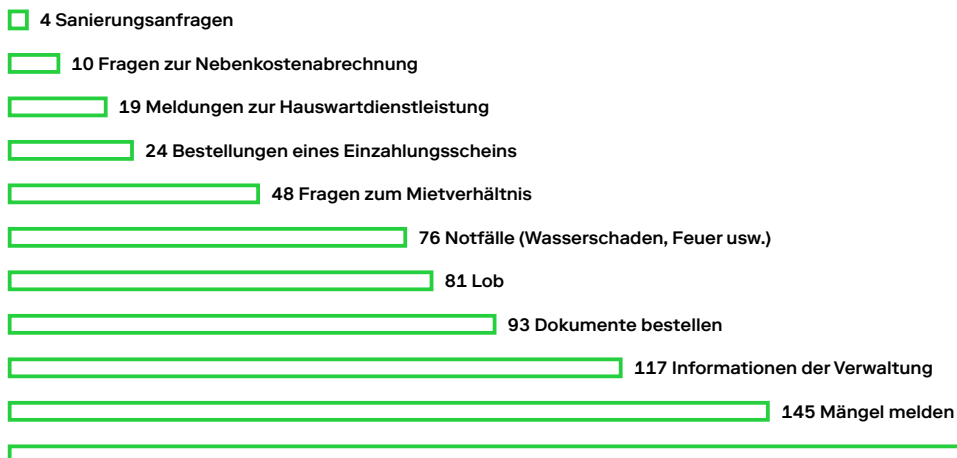 4 Sanierungsanfragen
10 Fragen zur Nebenkostenabrechnung
19 Meldungen zur Hauswartdienstleistung
24 Bestellungen eines Einzahlungsscheins
48 Fragen zum Mietverhältnis
76 Notfälle (Wasserschaden, Feuer usw.)
81 Lob
93 Dokumente bestellen
117 Informationen der Verwaltung
145 Mängel melden